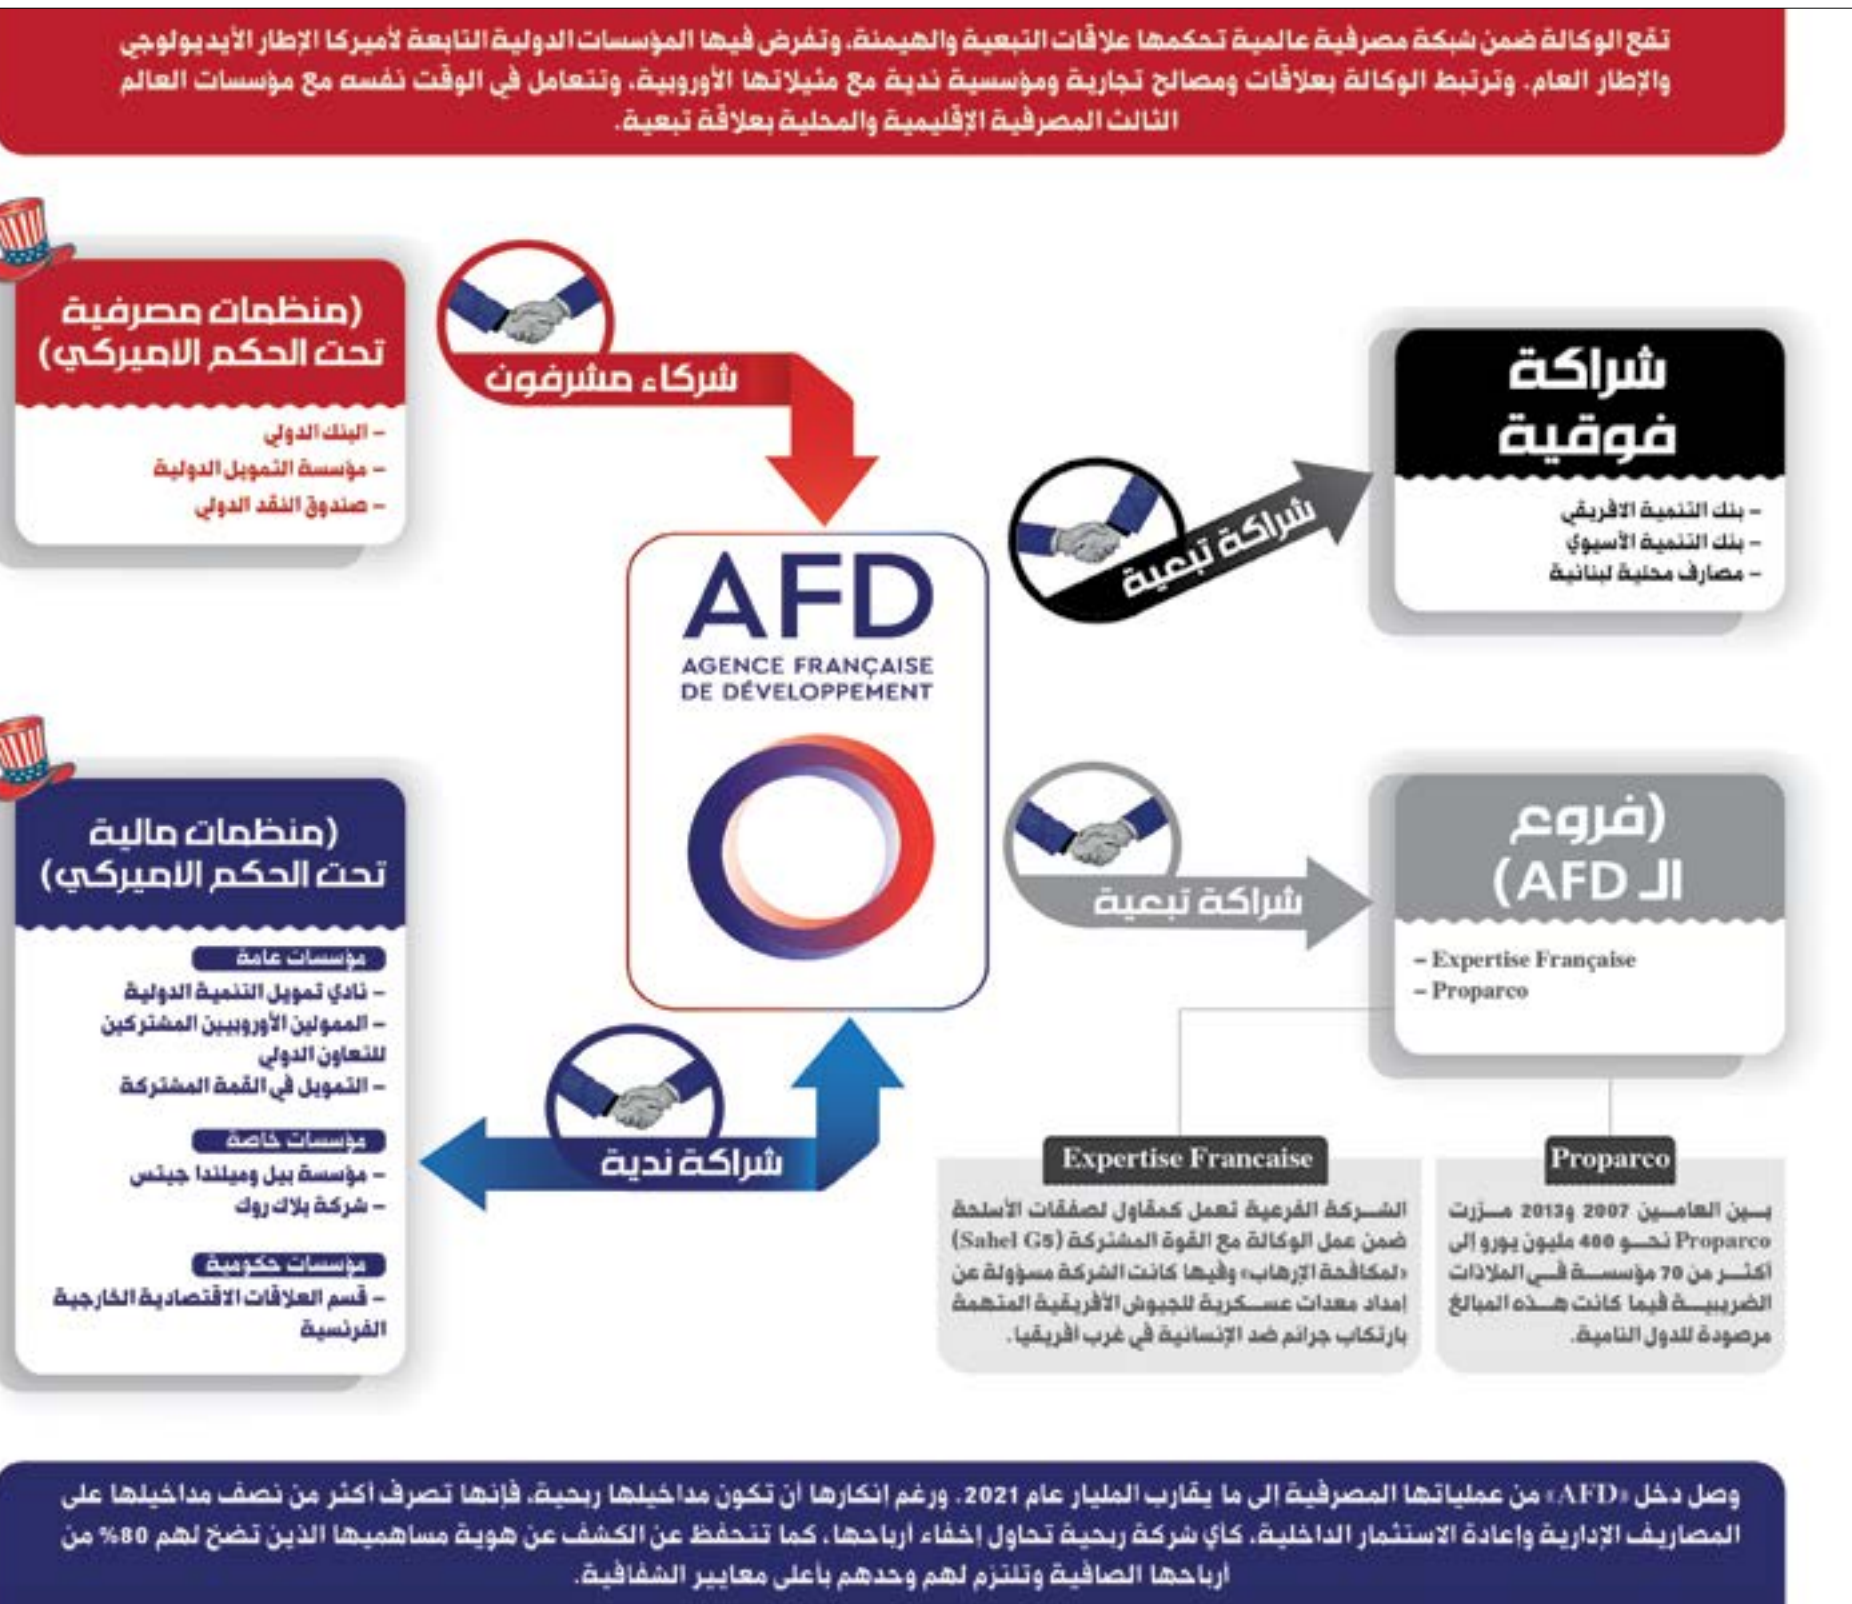 تقع الوكالة ضمن شبكة مصرفية عالمية تحكمها علاقات التبعية والهيمنة، وتفرض فيها المؤسسات الدولية التابعة لأميركا الإطار الأيديولوجي
والإطار العام. وترتبط الوكالة بعلاقات ومصالح تجارية ومؤسسية ندية مع مثيلاتها الأوروبية، وتتعامل في الوقت نفسه مع مؤسسات العالم
الثالث المصرفية الإقليمية والمحلية بعلاقة تبعية.
شراكة
فوقية
– بنك التنمية الافريقي
– بنك التنمية الأسيوي
– مصارف محلية لبنانية
شراكة تبعية
شركاء مشرفون
(منظمات مصرفية
تحت الحكم الاميركي)
– البنك الدولي
– مؤسسة التمويل الدولية
– صندوق النقد الدولي
AFD
AGENCE FRANÇAISE
DE DÉVELOPPEMENT
(فروع
الـ AFD)
– Expertise Française
– Proparco
شراكة تبعية
Proparco
بين العامين 2007 و2013 مررت
Proparco نحو 400 مليون يورو إلى
أكثر من 70 مؤسسة في الملاذات
الضريبية فيما كانت هذه المبالغ
مرصودة للدول النامية.
Expertise Francaise
الشركة الفرعية تعمل كمقاول لصفقات الأسلحة
ضمن عمل الوكالة مع القوة المشتركة (Sahel G5)
«لمكافحة الإرهاب» وفيها كانت الشركة مسؤولة عن
إمداد معدات عسكرية للجيوش الأفريقية المتهمة
بارتكاب جرائم ضد الإنسانية في غرب افريقيا.
شراكة ندية
(منظمات مالية
تحت الحكم الاميركي)
مؤسسات عامة
– نادي تمويل التنمية الدولية
– الممولين الأوروبيين المشتركين
للتعاون الدولي
– التمويل في القمة المشتركة
مؤسسات خاصة
– مؤسسة بيل وميلندا جيتس
– شركة بلاك روك
مؤسسات حكومية
– قسم العلاقات الاقتصادية الخارجية
الفرنسية
وصل دخل «AFD» من عملياتها المصرفية إلى ما يقارب المليار عام 2021. ورغم إنكارها أن تكون مداخيلها ربحية، فإنها تصرف أكثر من نصف مداخيلها على
المصاريف الإدارية وإعادة الاستثمار الداخلية، كأي شركة ربحية تحاول إخفاء أرباحها، كما تتحفظ عن الكشف عن هوية مساهميها الذين تضخ لهم 80% من
أرباحها الصافية وتلتزم لهم وحدهم بأعلى معايير الشفافية.